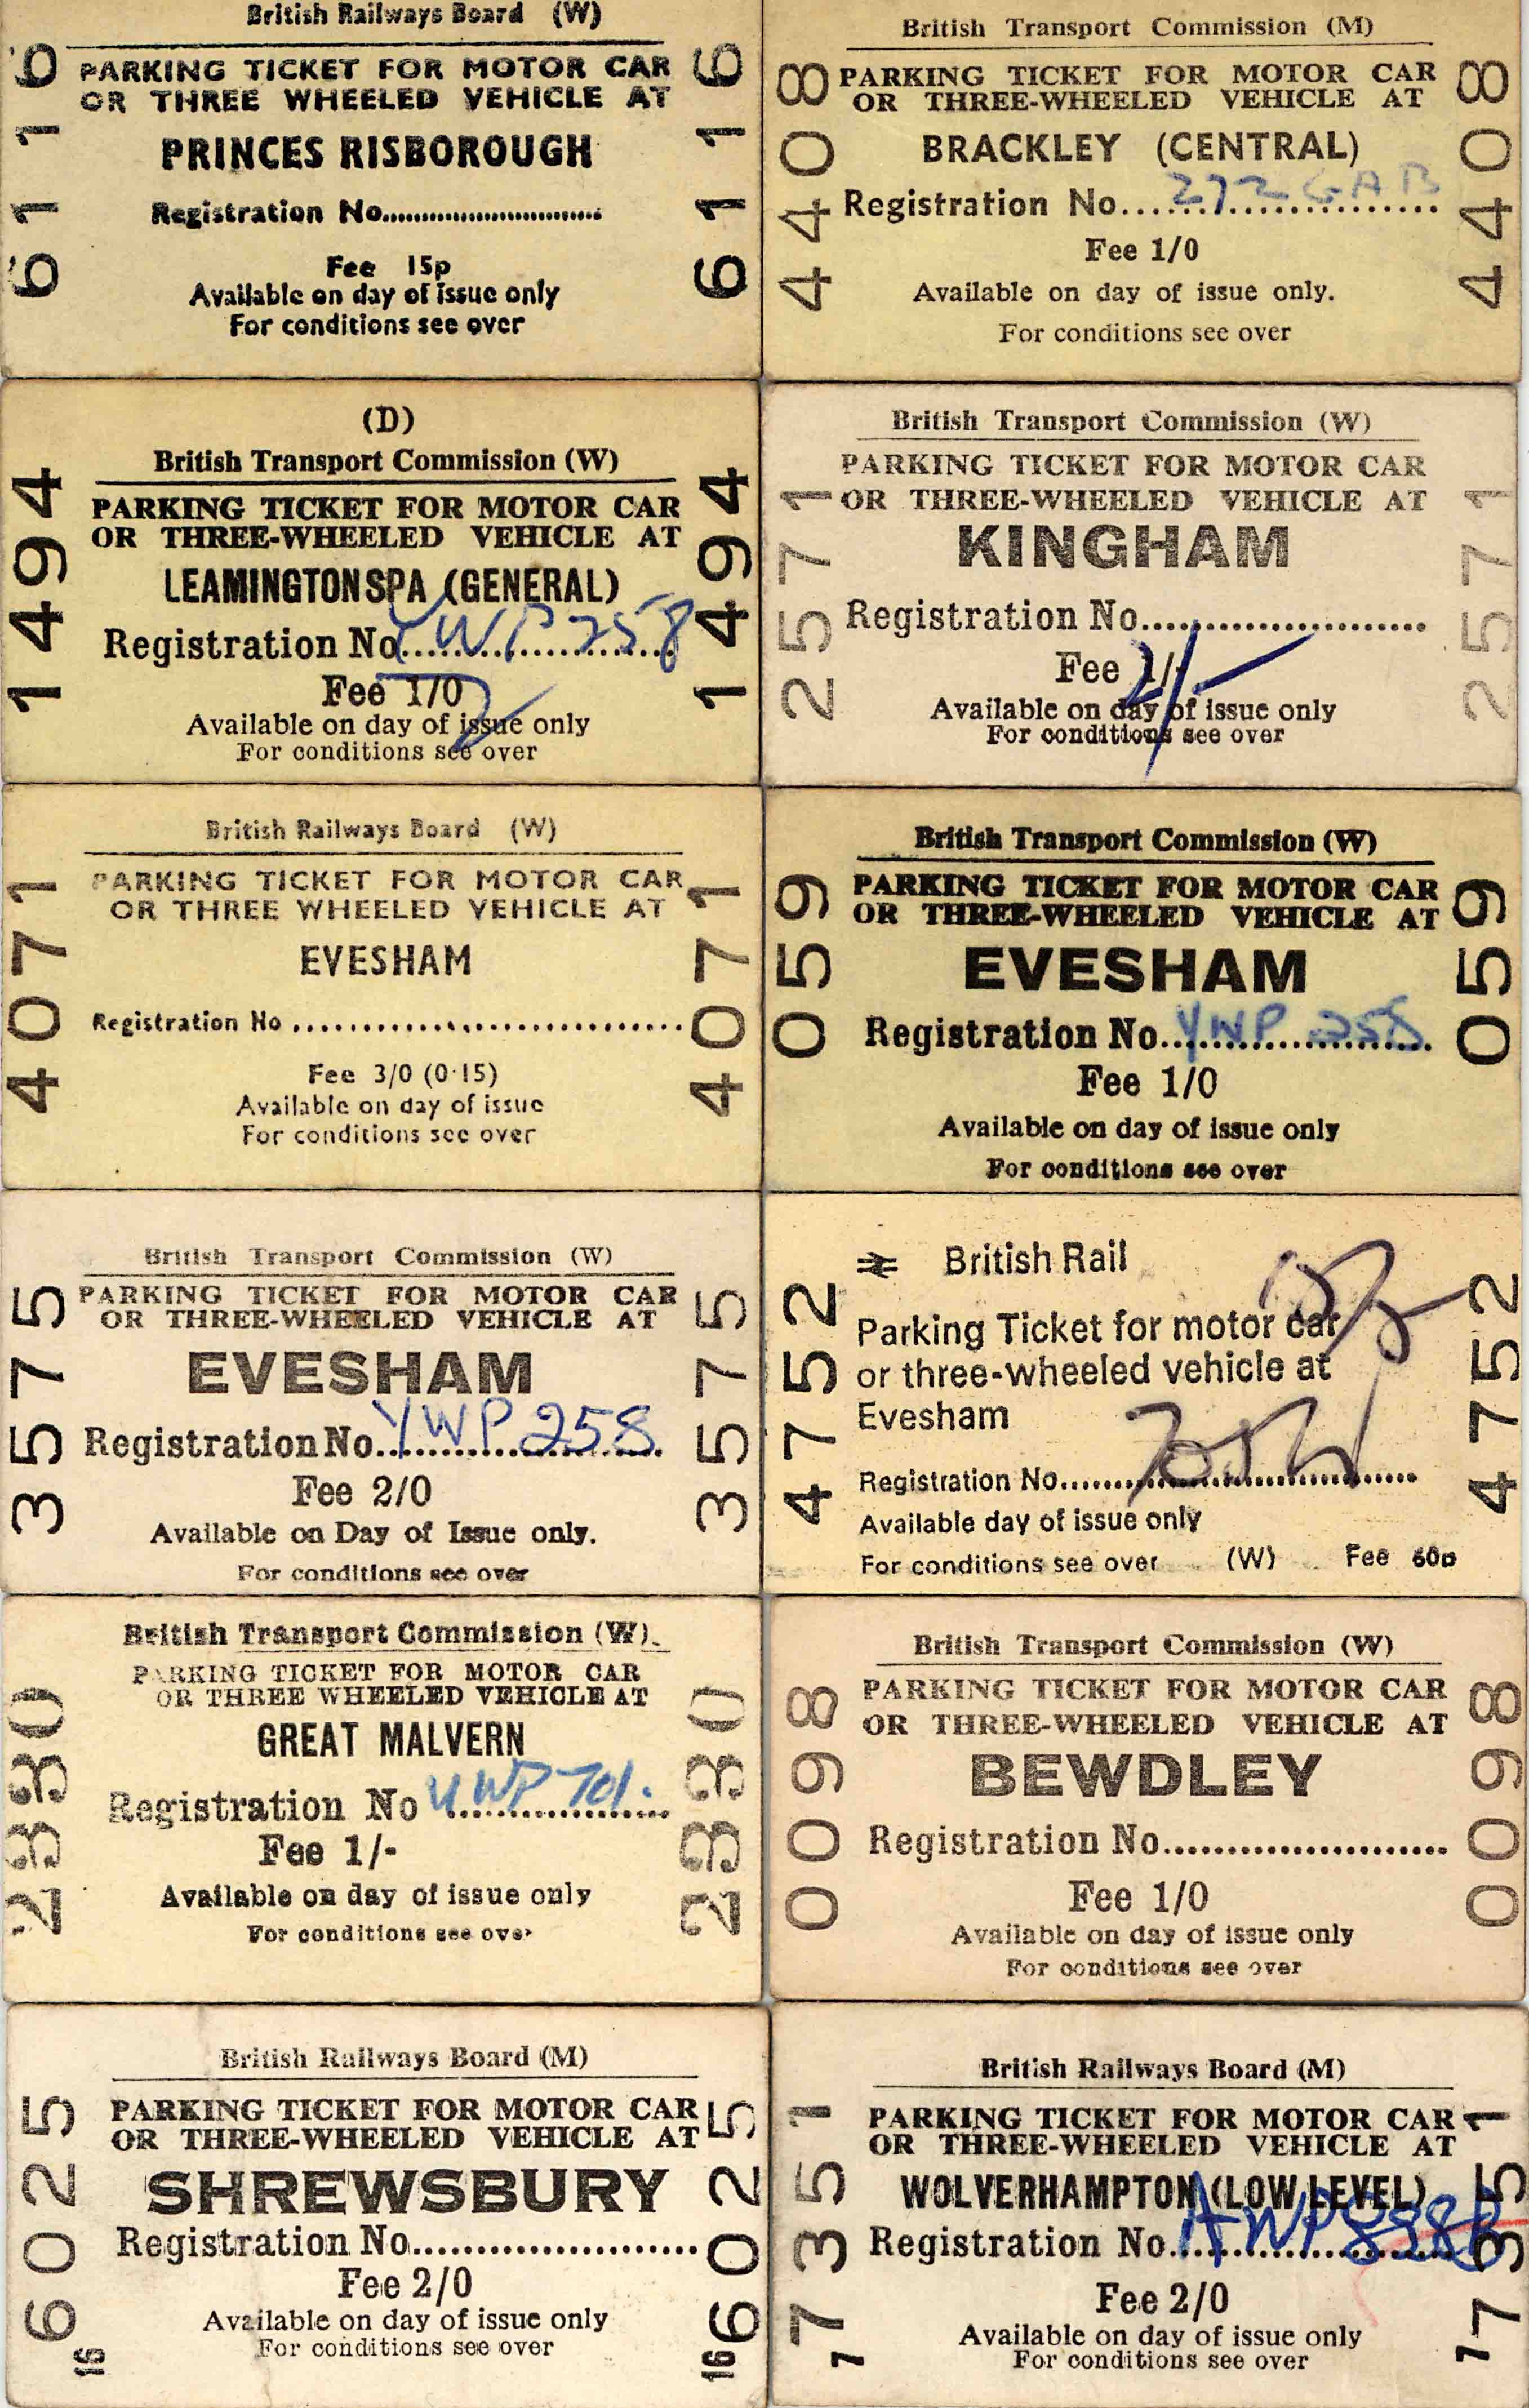 British Railways Board (W)
PARKING TICKET FOR MOTOR CAR
OR THREE WHEELED VEHICLE AT
PRINCES RISBOROUGH
Registration No.
Fee 15p
Available on day of issue only
For conditions see over
6116
6116
British Transport Commission (M)
PARKING TICKET FOR MOTOR CAR
OR THREE-WHEELED VEHICLE AT
BRACKLEY (CENTRAL)
Registration No. 272 GAB
Fee 1/0
Available on day of issue only.
For conditions see over
4408
4408
(D)
British Transport Commission (W)
PARKING TICKET FOR MOTOR CAR
OR THREE-WHEELED VEHICLE AT
LEAMINGTON SPA (GENERAL)
Registration No. YWP 258
Fee 1/0
Available on day of issue only
For conditions see over
1494
1494
British Transport Commission (W)
PARKING TICKET FOR MOTOR CAR
OR THREE-WHEELED VEHICLE AT
KINGHAM
Registration No.
Fee 2/-
Available on day of issue only
For conditions see over
2571
2571
British Railways Board (W)
PARKING TICKET FOR MOTOR CAR
OR THREE WHEELED VEHICLE AT
EVESHAM
Registration No
Fee 3/0 (0·15)
Available on day of issue
For conditions see over
4071
4071
British Transport Commission (W)
PARKING TICKET FOR MOTOR CAR
OR THREE-WHEELED VEHICLE AT
EVESHAM
Registration No. YWP 258
Fee 1/0
Available on day of issue only
For conditions see over
059
059
British Transport Commission (W)
PARKING TICKET FOR MOTOR CAR
OR THREE-WHEELED VEHICLE AT
EVESHAM
Registration No. YWP 258
Fee 2/0
Available on Day of Issue only.
For conditions see over
3575
3575
British Rail
Parking Ticket for motor car
or three-wheeled vehicle at
Evesham
Registration No.
Available day of issue only
For conditions see over (W) Fee 60p
4752
4752
British Transport Commission (W).
PARKING TICKET FOR MOTOR CAR
OR THREE WHEELED VEHICLE AT
GREAT MALVERN
Registration No YWP 701.
Fee 1/-
Available on day of issue only
For conditions see over
2330
2330
British Transport Commission (W)
PARKING TICKET FOR MOTOR CAR
OR THREE-WHEELED VEHICLE AT
BEWDLEY
Registration No.
Fee 1/0
Available on day of issue only
For conditions see over
0098
0098
British Railways Board (M)
PARKING TICKET FOR MOTOR CAR
OR THREE-WHEELED VEHICLE AT
SHREWSBURY
Registration No.
Fee 2/0
Available on day of issue only
For conditions see over
16 6025
16 6025
British Railways Board (M)
PARKING TICKET FOR MOTOR CAR
OR THREE-WHEELED VEHICLE AT
WOLVERHAMPTON (LOW LEVEL)
Registration No. AWP 888B
Fee 2/0
Available on day of issue only
For conditions see over
17351
17351